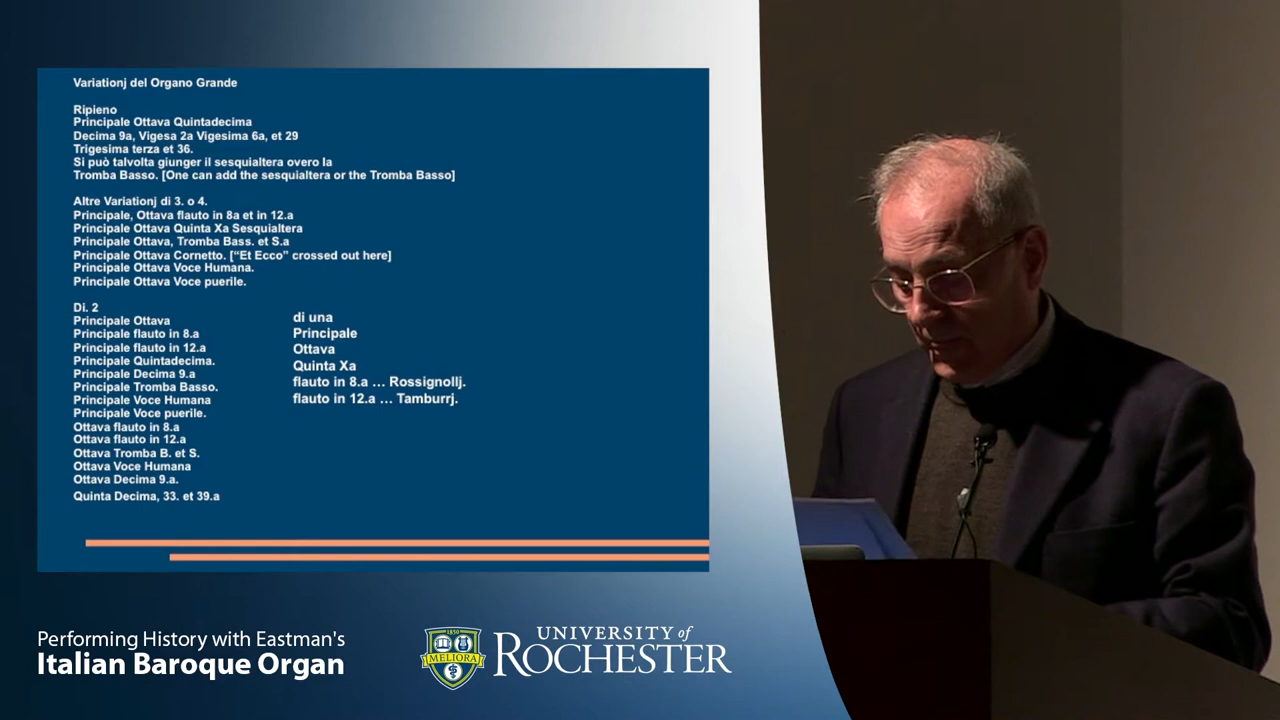 Variationj del Organo Grande
Ripieno
Principale Ottava Quintadecima
Decima 9a, Vigesa 2a Vigesima 6a, et 29
Trigesima terza et 36.
Si può talvolta giunger il sesquialtera overo la
Tromba Basso. [One can add the sesquialtera or the Tromba Basso]
Altre Variationj di 3. o 4.
Principale, Ottava flauto in 8a et in 12.a
Principale Ottava Quinta Xa Sesquialtera
Principale Ottava, Tromba Bass. et S.a
Principale Ottava Cornetto. [“Et Ecco” crossed out here]
Principale Ottava Voce Humana.
Principale Ottava Voce puerile.
Di. 2
Principale Ottava
Principale flauto in 8.a
Principale flauto in 12.a
Principale Quintadecima.
Principale Decima 9.a
Principale Tromba Basso.
Principale Voce Humana
Principale Voce puerile.
Ottava flauto in 8.a
Ottava flauto in 12.a
Ottava Tromba B. et S.
Ottava Voce Humana
Ottava Decima 9.a.
Quinta Decima, 33. et 39.a
di una
Principale
Ottava
Quinta Xa
flauto in 8.a … Rossignollj.
flauto in 12.a … Tamburrj.
Performing History with Eastman's
Italian Baroque Organ
1850
MELIORA
UNIVERSITY of
ROCHESTER